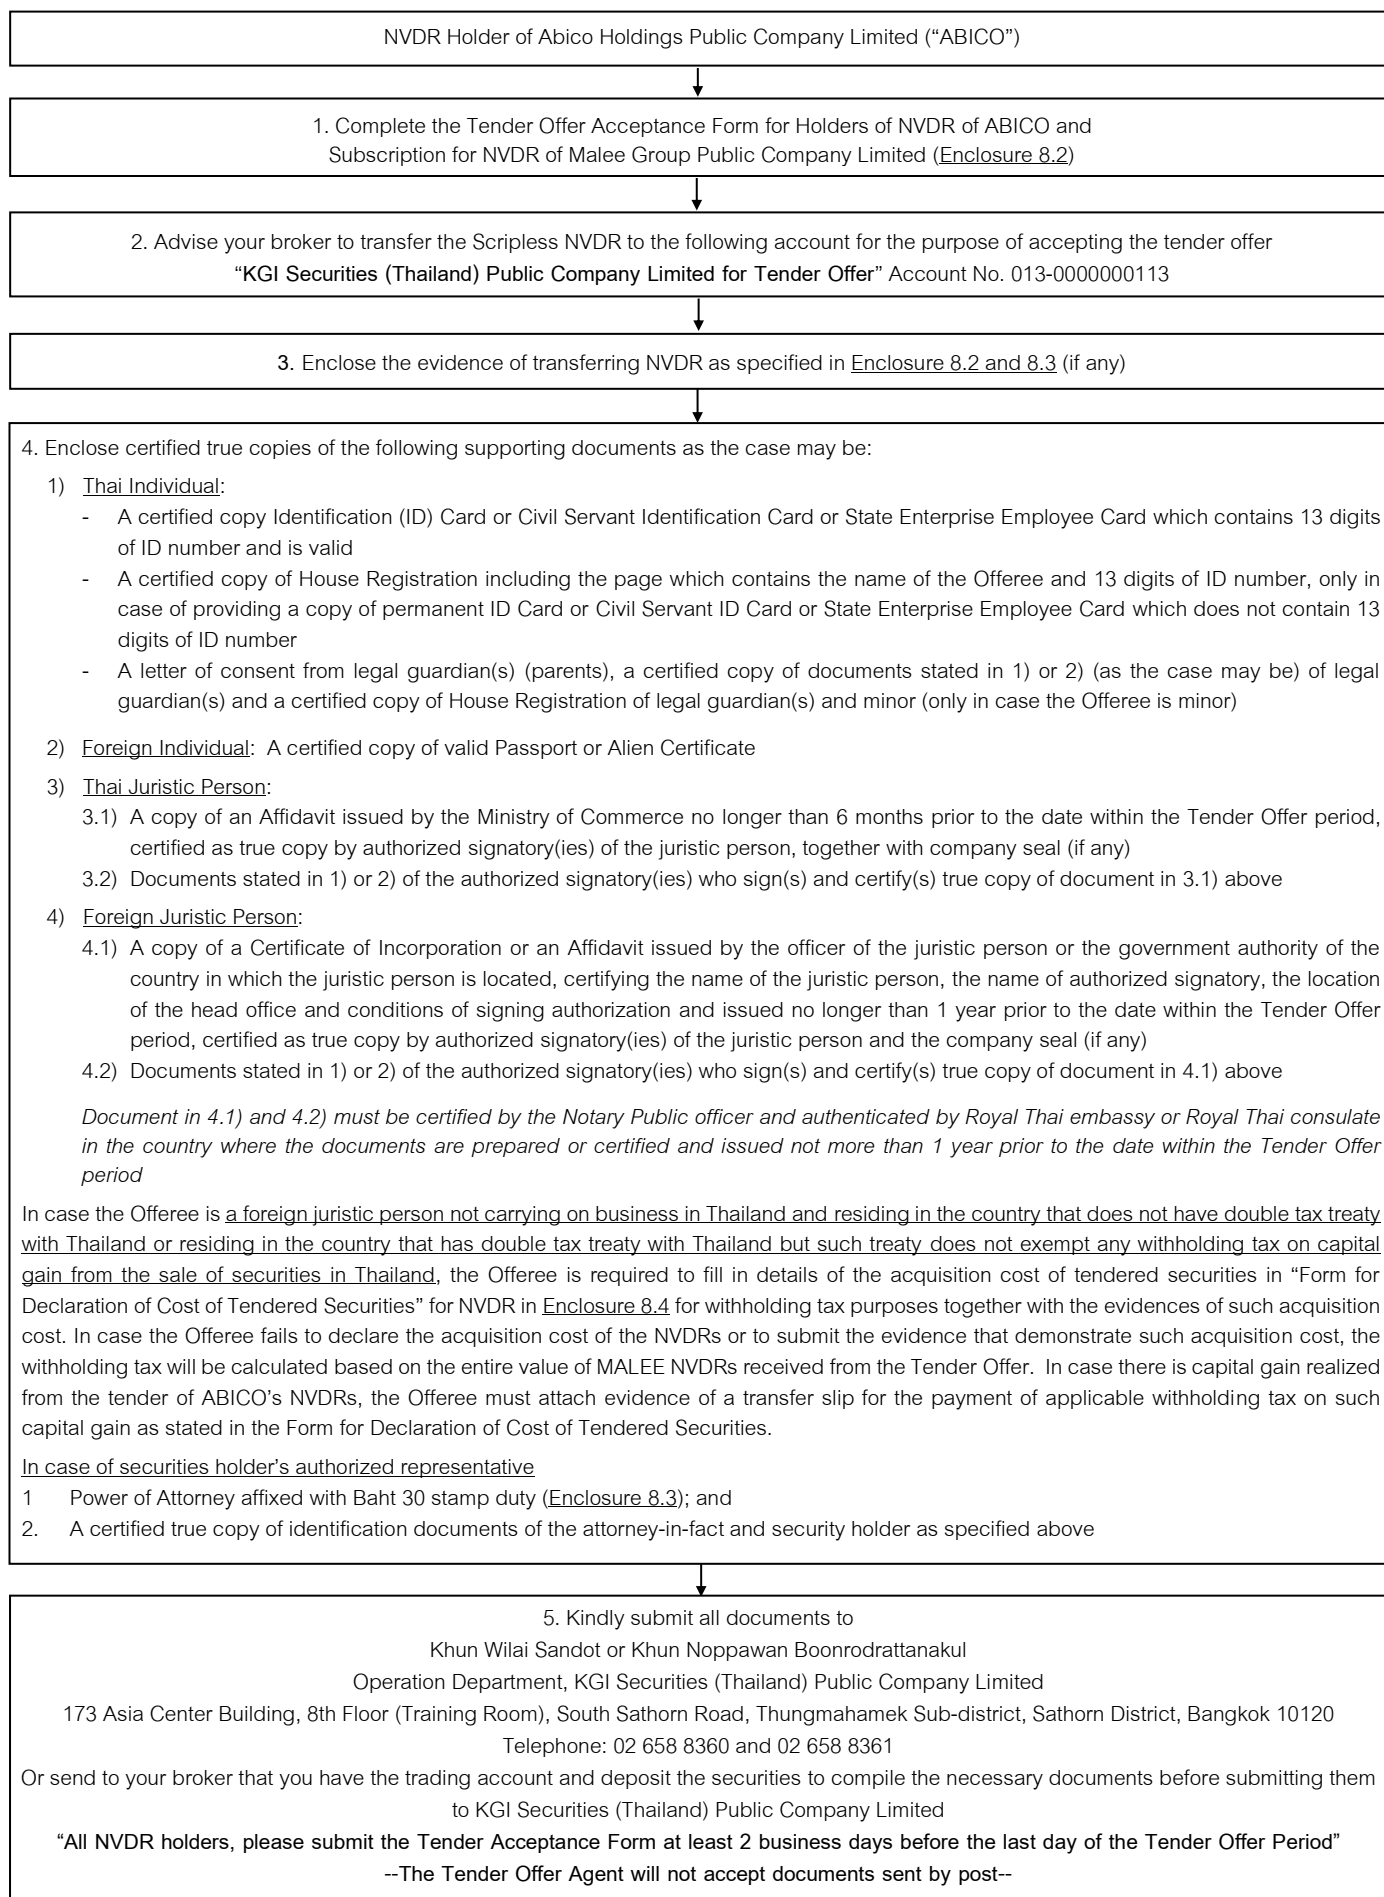 NVDR Holder of Abico Holdings Public Company Limited (“ABICO”)
1. Complete the Tender Offer Acceptance Form for Holders of NVDR of ABICO and
Subscription for NVDR of Malee Group Public Company Limited (Enclosure 8.2)
2. Advise your broker to transfer the Scripless NVDR to the following account for the purpose of accepting the tender offer
“KGI Securities (Thailand) Public Company Limited for Tender Offer” Account No. 013-0000000113
3. Enclose the evidence of transferring NVDR as specified in Enclosure 8.2 and 8.3 (if any)
4. Enclose certified true copies of the following supporting documents as the case may be:
1) Thai Individual:
- A certified copy Identification (ID) Card or Civil Servant Identification Card or State Enterprise Employee Card which contains 13 digits
of ID number and is valid
- A certified copy of House Registration including the page which contains the name of the Offeree and 13 digits of ID number, only in
case of providing a copy of permanent ID Card or Civil Servant ID Card or State Enterprise Employee Card which does not contain 13
digits of ID number
- A letter of consent from legal guardian(s) (parents), a certified copy of documents stated in 1) or 2) (as the case may be) of legal
guardian(s) and a certified copy of House Registration of legal guardian(s) and minor (only in case the Offeree is minor)
2) Foreign Individual: A certified copy of valid Passport or Alien Certificate
3) Thai Juristic Person:
3.1) A copy of an Affidavit issued by the Ministry of Commerce no longer than 6 months prior to the date within the Tender Offer period,
certified as true copy by authorized signatory(ies) of the juristic person, together with company seal (if any)
3.2) Documents stated in 1) or 2) of the authorized signatory(ies) who sign(s) and certify(s) true copy of document in 3.1) above
4) Foreign Juristic Person:
4.1) A copy of a Certificate of Incorporation or an Affidavit issued by the officer of the juristic person or the government authority of the
country in which the juristic person is located, certifying the name of the juristic person, the name of authorized signatory, the location
of the head office and conditions of signing authorization and issued no longer than 1 year prior to the date within the Tender Offer
period, certified as true copy by authorized signatory(ies) of the juristic person and the company seal (if any)
4.2) Documents stated in 1) or 2) of the authorized signatory(ies) who sign(s) and certify(s) true copy of document in 4.1) above
Document in 4.1) and 4.2) must be certified by the Notary Public officer and authenticated by Royal Thai embassy or Royal Thai consulate
in the country where the documents are prepared or certified and issued not more than 1 year prior to the date within the Tender Offer
period
In case the Offeree is a foreign juristic person not carrying on business in Thailand and residing in the country that does not have double tax treaty
with Thailand or residing in the country that has double tax treaty with Thailand but such treaty does not exempt any withholding tax on capital
gain from the sale of securities in Thailand, the Offeree is required to fill in details of the acquisition cost of tendered securities in “Form for
Declaration of Cost of Tendered Securities” for NVDR in Enclosure 8.4 for withholding tax purposes together with the evidences of such acquisition
cost. In case the Offeree fails to declare the acquisition cost of the NVDRs or to submit the evidence that demonstrate such acquisition cost, the
withholding tax will be calculated based on the entire value of MALEE NVDRs received from the Tender Offer. In case there is capital gain realized
from the tender of ABICO’s NVDRs, the Offeree must attach evidence of a transfer slip for the payment of applicable withholding tax on such
capital gain as stated in the Form for Declaration of Cost of Tendered Securities.
In case of securities holder’s authorized representative
1 Power of Attorney affixed with Baht 30 stamp duty (Enclosure 8.3); and
2. A certified true copy of identification documents of the attorney-in-fact and security holder as specified above
5. Kindly submit all documents to
Khun Wilai Sandot or Khun Noppawan Boonrodrattanakul
Operation Department, KGI Securities (Thailand) Public Company Limited
173 Asia Center Building, 8th Floor (Training Room), South Sathorn Road, Thungmahamek Sub-district, Sathorn District, Bangkok 10120
Telephone: 02 658 8360 and 02 658 8361
Or send to your broker that you have the trading account and deposit the securities to compile the necessary documents before submitting them
to KGI Securities (Thailand) Public Company Limited
“All NVDR holders, please submit the Tender Acceptance Form at least 2 business days before the last day of the Tender Offer Period”
--The Tender Offer Agent will not accept documents sent by post--